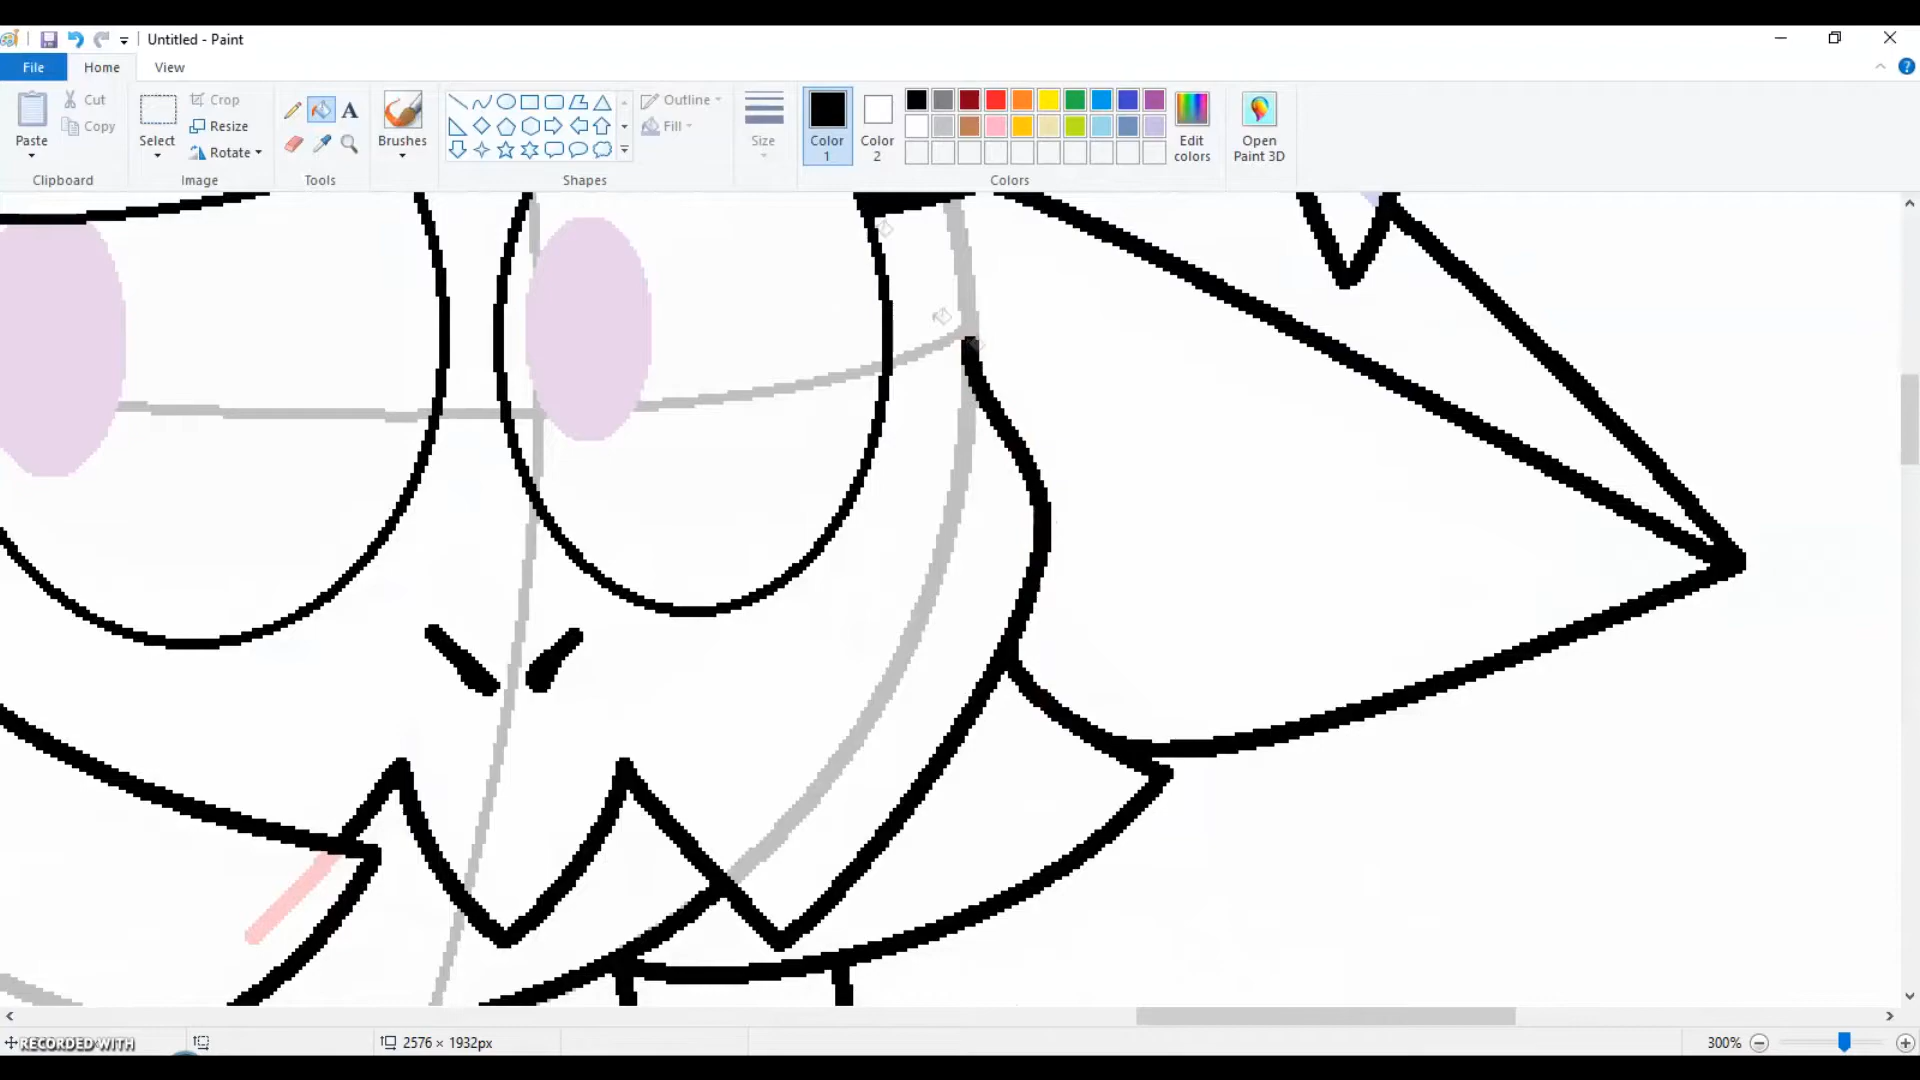 Untitled - Paint
File Home View
Paste
Cut
Copy
Clipboard
Select
Crop
Resize
Rotate
Image
A
Tools
Brushes
Outline
Fill
Shapes
Size
Color 1
Color 2
Edit colors
Colors
Open Paint 3D
RECORDED WITH
2576 × 1932px
300%